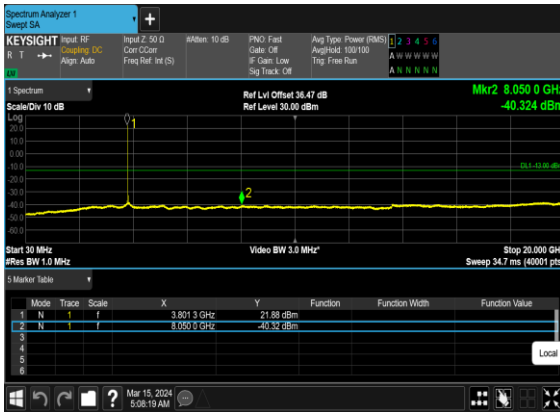 Spectrum Analyzer 1
Swept SA
+
KEYSIGHT Input: RF Input Z: 50 Ω #Atten: 10 dB PNO: Fast Avg Type: Power (RMS) 1 2 3 4 5 6
R T Coupling: DC Corr CCorr Gate: Off Avg|Hold: 100/100 A W W W W W
Align: Auto Freq Ref: Int (S) IF Gain: Low Trig: Free Run
LXI Sig Track: Off A N N N N N
1 Spectrum Ref Lvl Offset 36.47 dB Mkr2 8.050 0 GHz
Scale/Div 10 dB Ref Level 30.00 dBm -40.324 dBm
Log
1
20.0
10.0
0.00
-10.0
DL1 -13.00 dBm
-20.0
-30.0
2
-40.0
-50.0
-60.0
Start 30 MHz Video BW 3.0 MHz* Stop 20.000 GHz
#Res BW 1.0 MHz Sweep 34.7 ms (40001 pts)
5 Marker Table
Mode Trace Scale X Y Function Function Width Function Value
1 N 1 f 3.801 3 GHz 21.88 dBm
2 N 1 f 8.050 0 GHz -40.32 dBm
3
4
5
6
Local
? Mar 15, 2024
5:08:19 AM